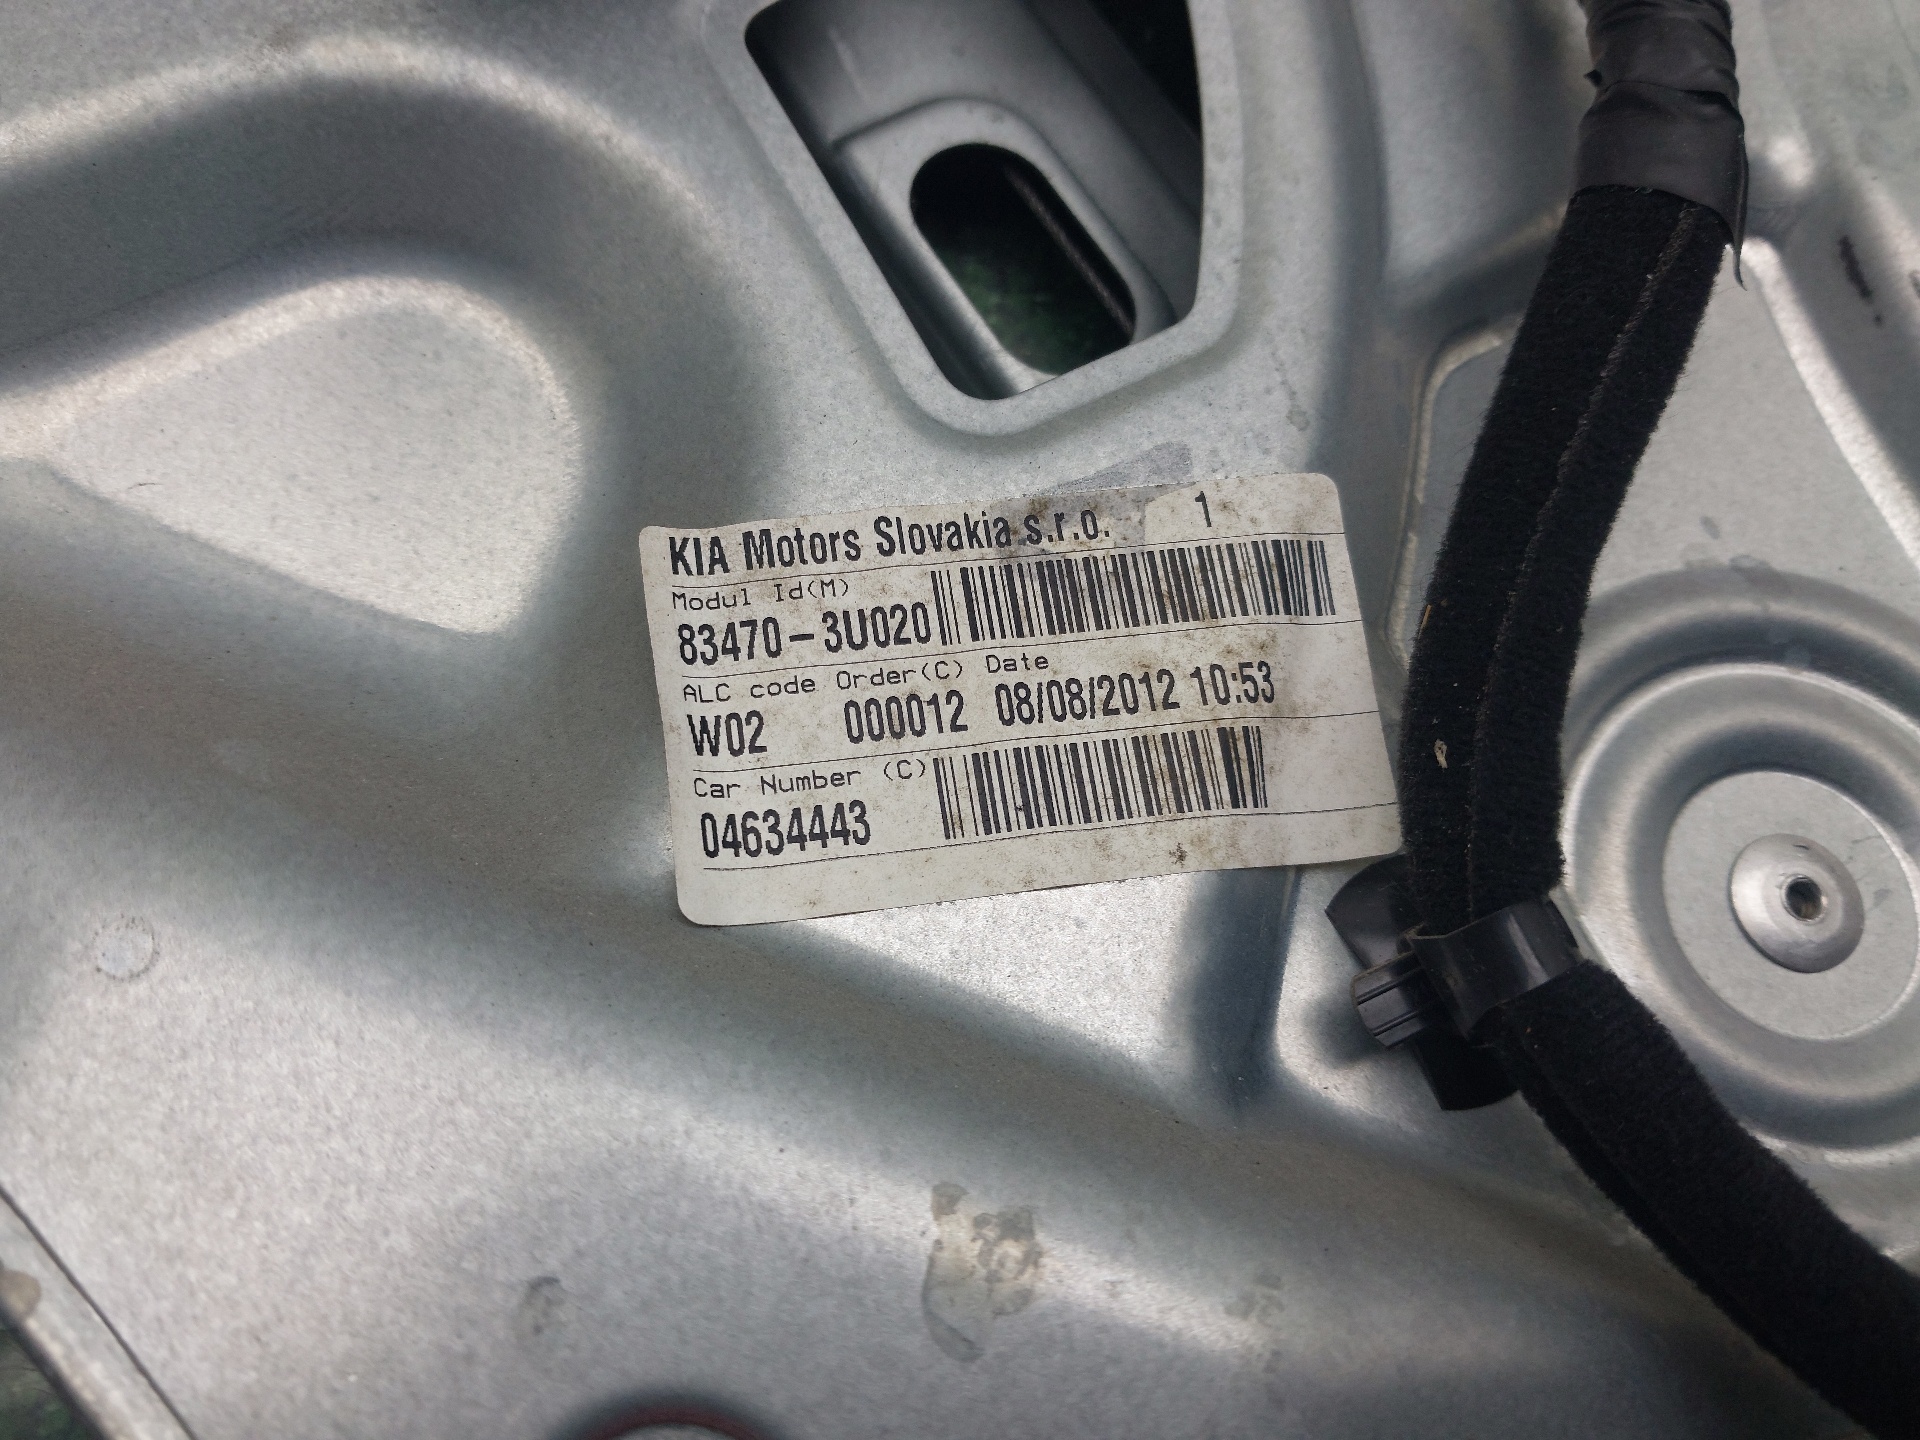 KIA Motors Slovakia s.r.o. 1
Modul Id(M)
83470-3U020
ALC code Order(C) Date
W02 000012 08/08/2012 10:53
Car Number (C)
04634443